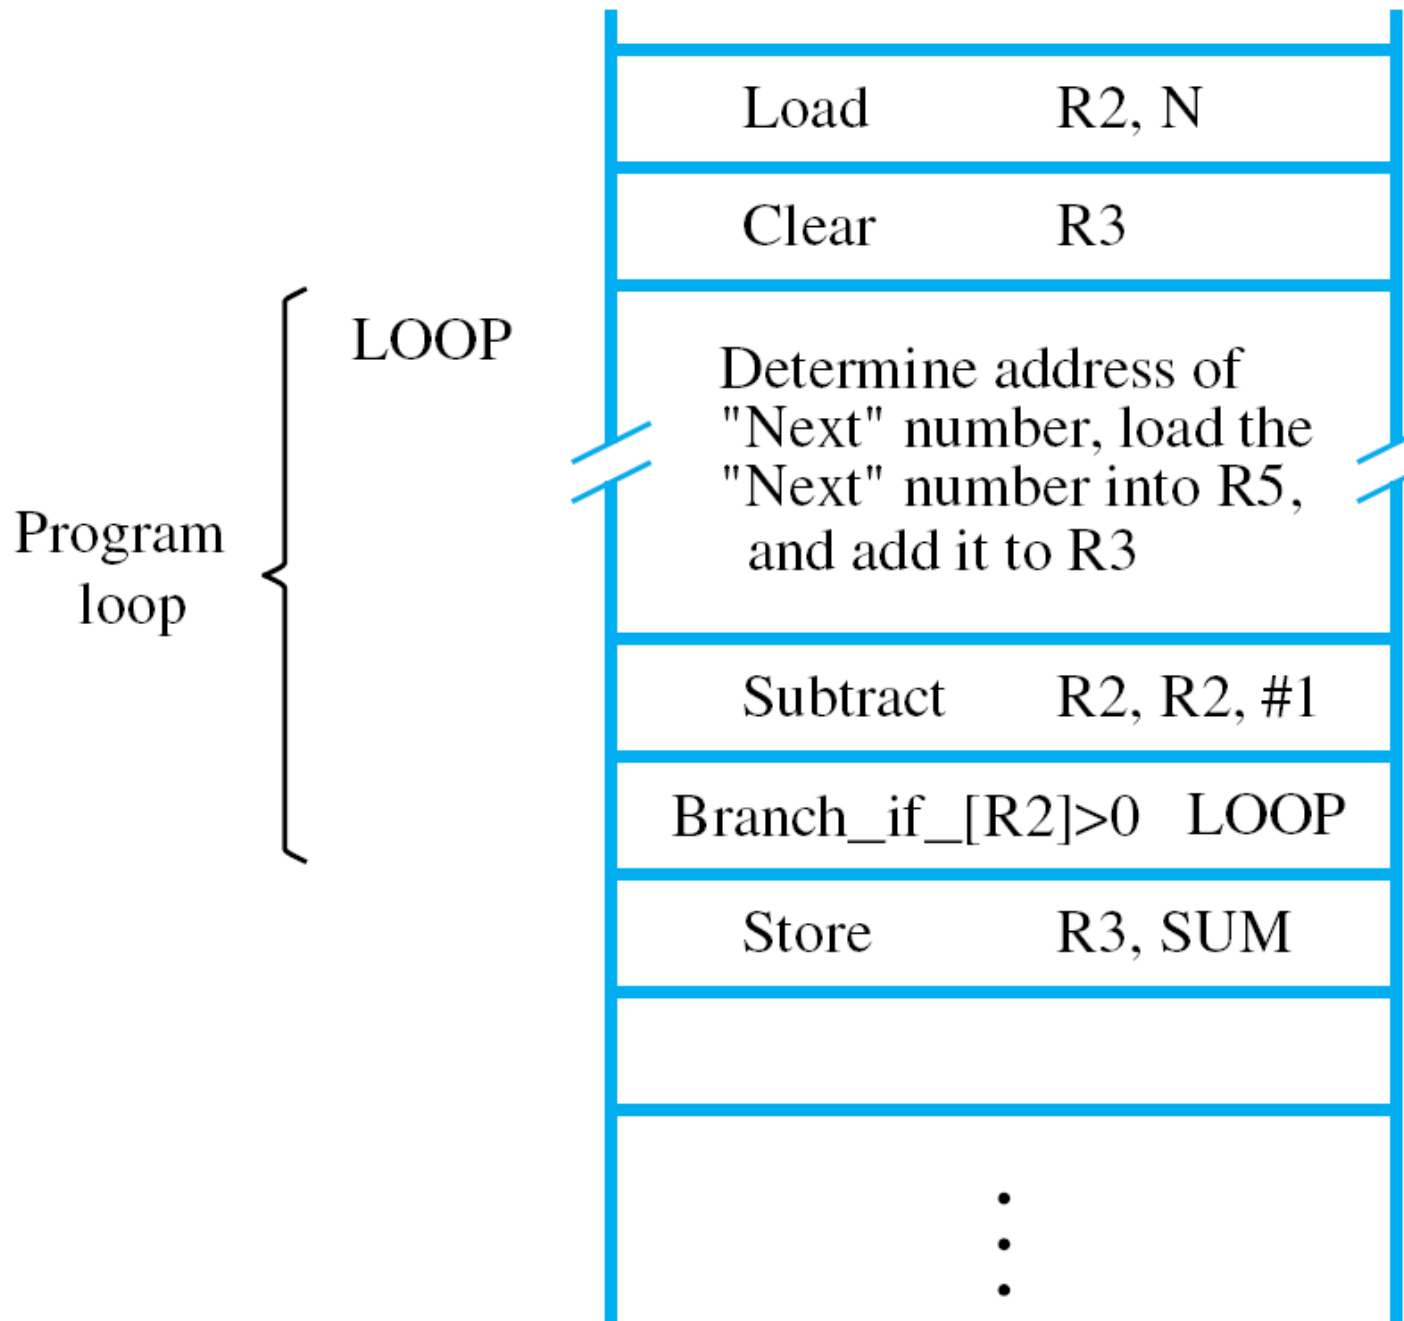 Load R2, N
Clear R3
LOOP
Determine address of
"Next" number, load the
"Next" number into R5,
and add it to R3
Program
loop
Subtract R2, R2, #1
Branch_if_[R2]>0 LOOP
Store R3, SUM